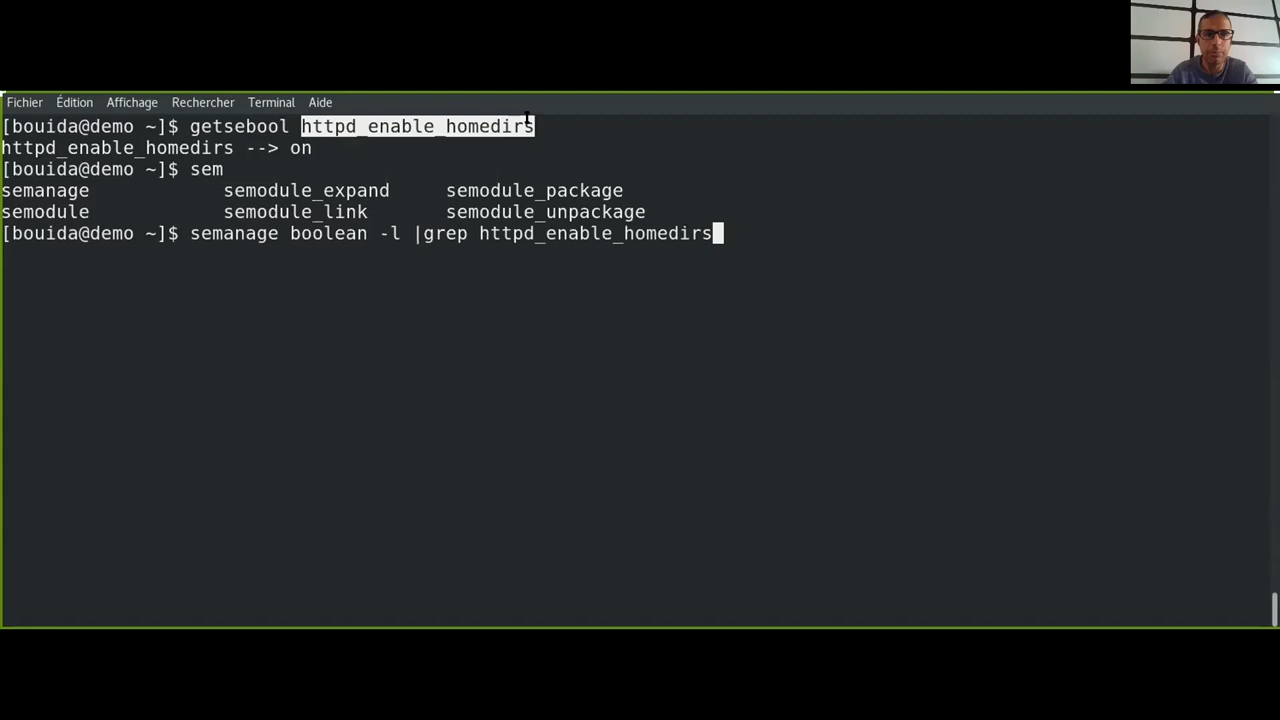 Fichier Édition Affichage Rechercher Terminal Aide
[bouida@demo ~]$ getsebool httpd_enable_homedirs
httpd_enable_homedirs --> on
[bouida@demo ~]$ sem
semanage semodule_expand semodule_package
semodule semodule_link semodule_unpackage
[bouida@demo ~]$ semanage boolean -l |grep httpd_enable_homedirs